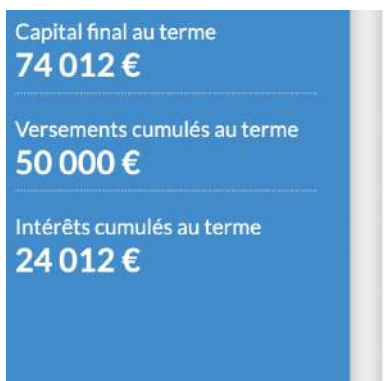 Capital final au terme
74 012 €
Versements cumulés au terme
50 000 €
Intérêts cumulés au terme
24 012 €